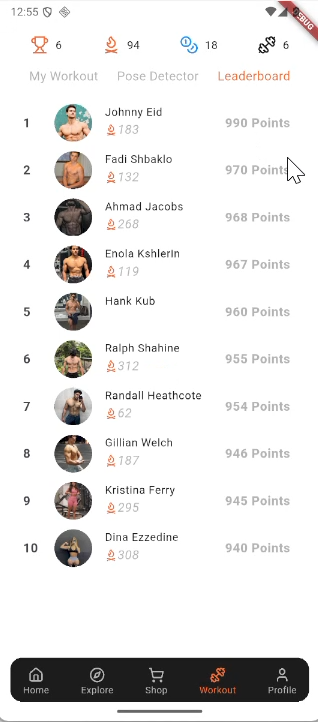 12:55
DEBUG
6 94 18 6
My Workout Pose Detector Leaderboard
1 Johnny Eid 990 Points
183
2 Fadi Shbaklo 970 Points
132
3 Ahmad Jacobs 968 Points
268
4 Enola Kshlerin 967 Points
119
5 Hank Kub 960 Points
6 Ralph Shahine 955 Points
312
7 Randall Heathcote 954 Points
62
8 Gillian Welch 946 Points
187
9 Kristina Ferry 945 Points
295
10 Dina Ezzedine 940 Points
308
Home Explore Shop Workout Profile